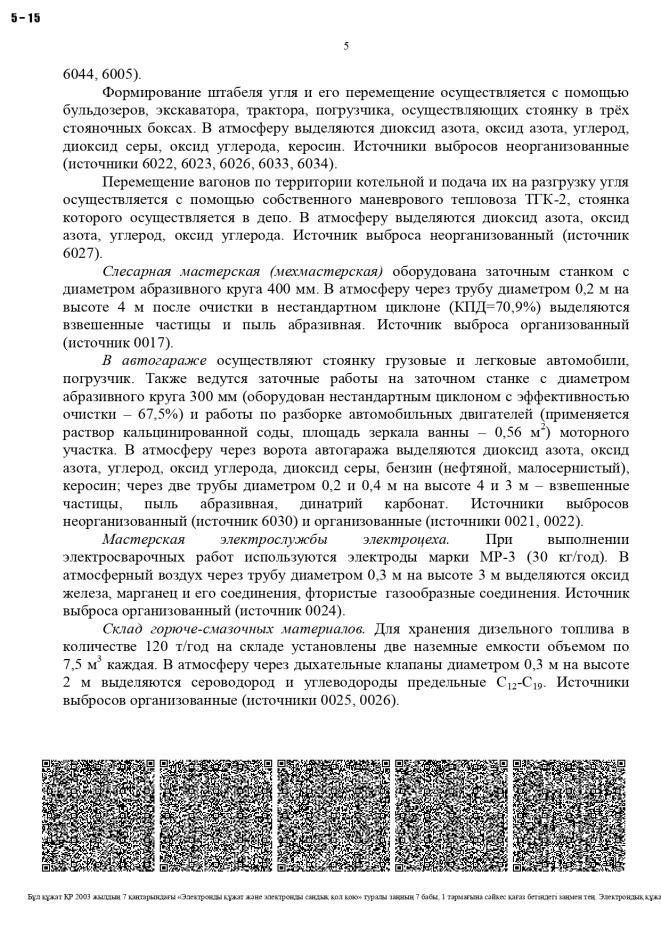 5 – 15
5
6044, 6005).
Формирование штабеля угля и его перемещение осуществляется с помощью
бульдозеров, экскаватора, трактора, погрузчика, осуществляющих стоянку в трёх
стояночных боксах. В атмосферу выделяются диоксид азота, оксид азота, углерод,
диоксид серы, оксид углерода, керосин. Источники выбросов неорганизованные
(источники 6022, 6023, 6026, 6033, 6034).
Перемещение вагонов по территории котельной и подача их на разгрузку угля
осуществляется с помощью собственного маневрового тепловоза ТГК-2, стоянка
которого осуществляется в депо. В атмосферу выделяются диоксид азота, оксид
азота, углерод, оксид углерода. Источник выброса неорганизованный (источник
6027).
Слесарная мастерская (мехмастерская) оборудована заточным станком с
диаметром абразивного круга 400 мм. В атмосферу через трубу диаметром 0,2 м на
высоте 4 м после очистки в нестандартном циклоне (КПД=70,9%) выделяются
взвешенные частицы и пыль абразивная. Источник выброса организованный
(источник 0017).
В автогараже осуществляют стоянку грузовые и легковые автомобили,
погрузчик. Также ведутся заточные работы на заточном станке с диаметром
абразивного круга 300 мм (оборудован нестандартным циклоном с эффективностью
очистки – 67,5%) и работы по разборке автомобильных двигателей (применяется
раствор кальцинированной соды, площадь зеркала ванны – 0,56 м²) моторного
участка. В атмосферу через ворота автогаража выделяются диоксид азота, оксид
азота, углерод, оксид углерода, диоксид серы, бензин (нефтяной, малосернистый),
керосин; через две трубы диаметром 0,2 и 0,4 м на высоте 4 и 3 м – взвешенные
частицы, пыль абразивная, динатрий карбонат. Источники выбросов
неорганизованный (источник 6030) и организованные (источники 0021, 0022).
Мастерская электрослужбы электроцеха. При выполнении
электросварочных работ используются электроды марки МР-3 (30 кг/год). В
атмосферный воздух через трубу диаметром 0,3 м на высоте 3 м выделяются оксид
железа, марганец и его соединения, фтористые газообразные соединения. Источник
выброса организованный (источник 0024).
Склад горюче-смазочных материалов. Для хранения дизельного топлива в
количестве 120 т/год на складе установлены две наземные емкости объемом по
7,5 м³ каждая. В атмосферу через дыхательные клапаны диаметром 0,3 м на высоте
2 м выделяются сероводород и углеводороды предельные С₁₂-С₁₉. Источники
выбросов организованные (источники 0025, 0026).
Бұл құжат ҚР 2003 жылдың 7 қаңтарындағы «Электронды құжат және электронды сандық қол қою» туралы заңның 7 бабы, 1 тармағына сәйкес қағаз бетіндегі заңмен тең. Электрондық құжа